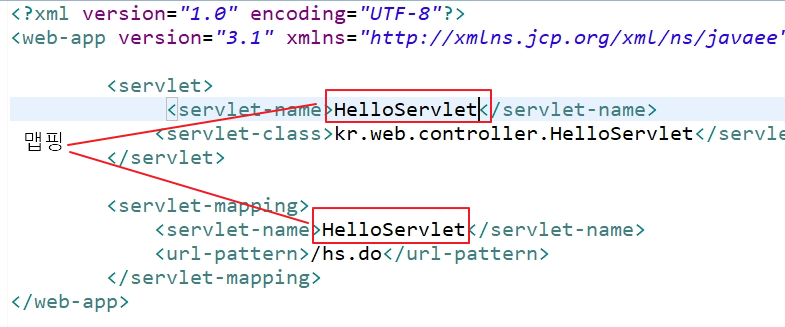 <?xml version="1.0" encoding="UTF-8"?>
<web-app version="3.1" xmlns="http://xmlns.jcp.org/xml/ns/javaee"
<servlet>
<servlet-name>HelloServlet</servlet-name>
맵핑
<servlet-class>kr.web.controller.HelloServlet</serv
</servlet>
<servlet-mapping>
<servlet-name>HelloServlet</servlet-name>
<url-pattern>/hs.do</url-pattern>
</servlet-mapping>
</web-app>